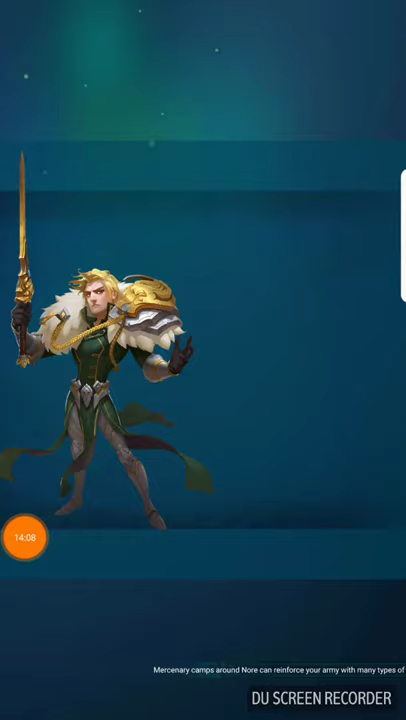 14:08
Mercenary camps around Nore can reinforce your army with many types of
DU SCREEN RECORDER